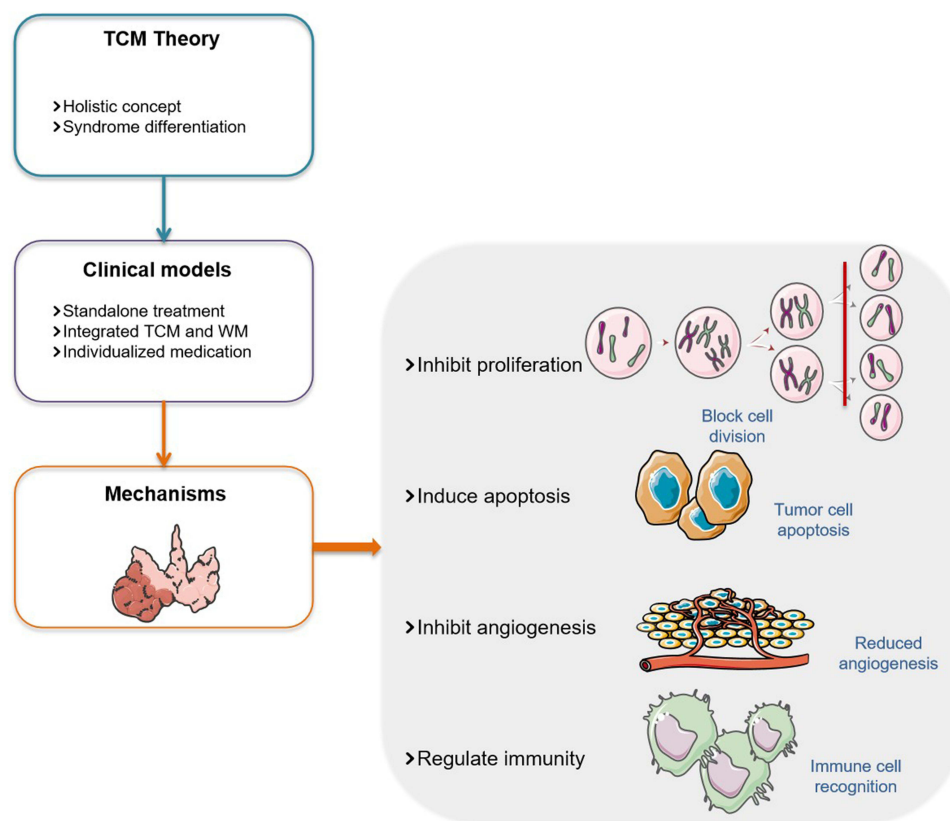 TCM Theory
➤Holistic concept
➤Syndrome differentiation
Clinical models
➤Standalone treatment
➤Integrated TCM and WM
➤Individualized medication
Mechanisms
➤Inhibit proliferation
Block cell
division
➤Induce apoptosis
Tumor cell
apoptosis
➤Inhibit angiogenesis
Reduced
angiogenesis
➤Regulate immunity
Immune cell
recognition